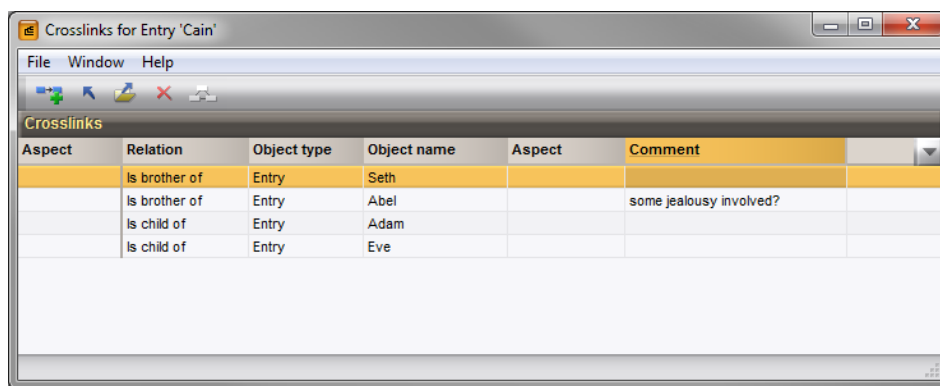 Crosslinks for Entry 'Cain'
File Window Help
Crosslinks
Aspect Relation Object type Object name Aspect Comment
Is brother of Entry Seth
Is brother of Entry Abel some jealousy involved?
Is child of Entry Adam
Is child of Entry Eve